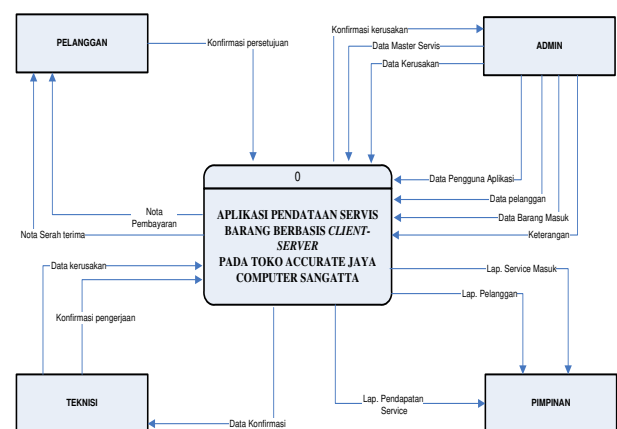 PELANGGAN
Konfirmasi persetujuan
Konfirmasi kerusakan
Data Master Servis
Data Kerusakan
ADMIN
0
APLIKASI PENDATAAN SERVIS
BARANG BERBASIS CLIENT-
SERVER
PADA TOKO ACCURATE JAYA
COMPUTER SANGATTA
Data Pengguna Aplikasi
Data pelanggan
Data Barang Masuk
Keterangan
Nota
Pembayaran
Nota Serah terima
Data kerusakan
Konfirmasi pengerjaan
Lap. Service Masuk
Lap. Pelanggan
TEKNISI
Data Konfirmasi
Lap. Pendapatan
Service
PIMPINAN